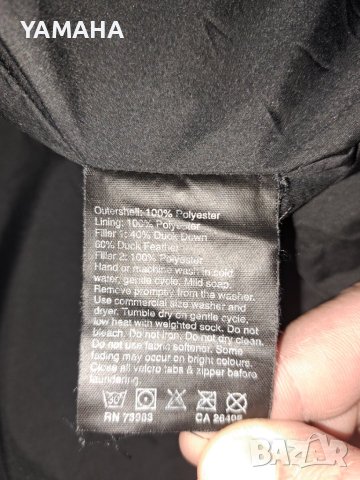 YAMAHA
Outershell: 100% Polyester
Lining: 100% Polyester
Filler 1: 40% Duck Down
60% Duck Feather
Filler 2: 100% Polyester
Hand or machine wash in cold
water, gentle cycle. Mild soap.
Remove promptly from the washer.
Use commercial size washer and
dryer. Tumble dry on gentle cycle,
low heat with weighted sock. Do not
bleach. Do not iron. Do not dry clean.
Do not use fabric softener. Some
fading may occur on bright colours.
Close all velcro tabs & zipper before
laundering.
30
RN 73983 CA
BAZAR